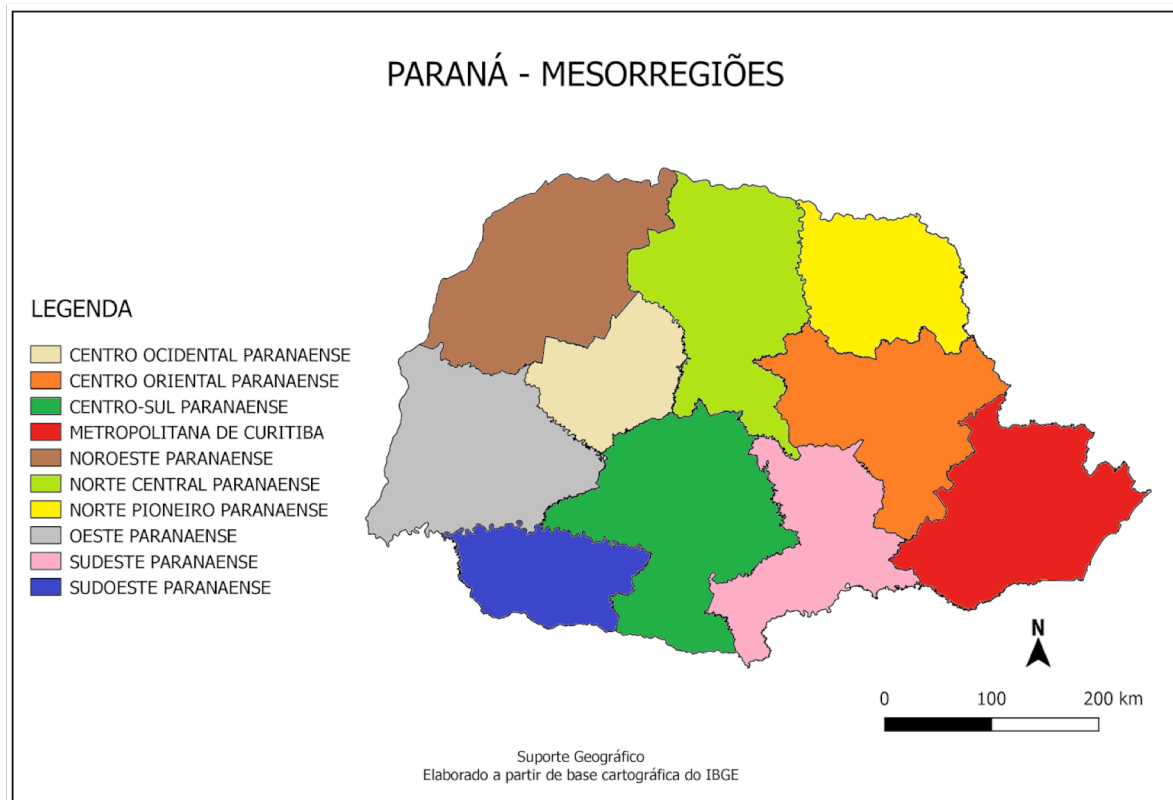 PARANÁ - MESORREGIÕES
LEGENDA
CENTRO OCIDENTAL PARANAENSE
CENTRO ORIENTAL PARANAENSE
CENTRO-SUL PARANAENSE
METROPOLITANA DE CURITIBA
NOROESTE PARANAENSE
NORTE CENTRAL PARANAENSE
NORTE PIONEIRO PARANAENSE
OESTE PARANAENSE
SUDESTE PARANAENSE
SUDOESTE PARANAENSE
N
0 100 200 km
Suporte Geográfico
Elaborado a partir de base cartográfica do IBGE